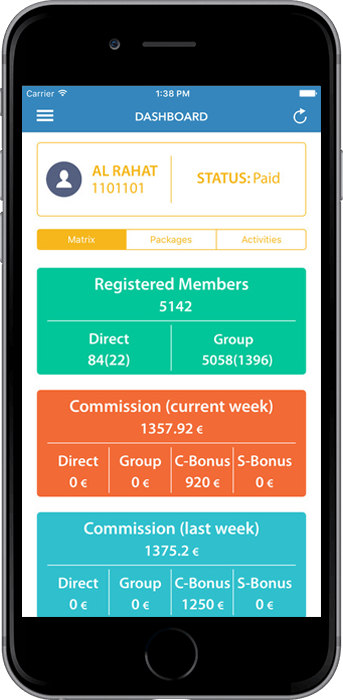 Carrier 1:38 PM
DASHBOARD
AL RAHAT
1101101
STATUS: Paid
Matrix Packages Activities
Registered Members
5142
Direct Group
84(22) 5058(1396)
Commission (current week)
1357.92 €
Direct Group C-Bonus S-Bonus
0 € 0 € 920 € 0 €
Commission (last week)
1375.2 €
Direct Group C-Bonus S-Bonus
0 € 0 € 1250 € 0 €